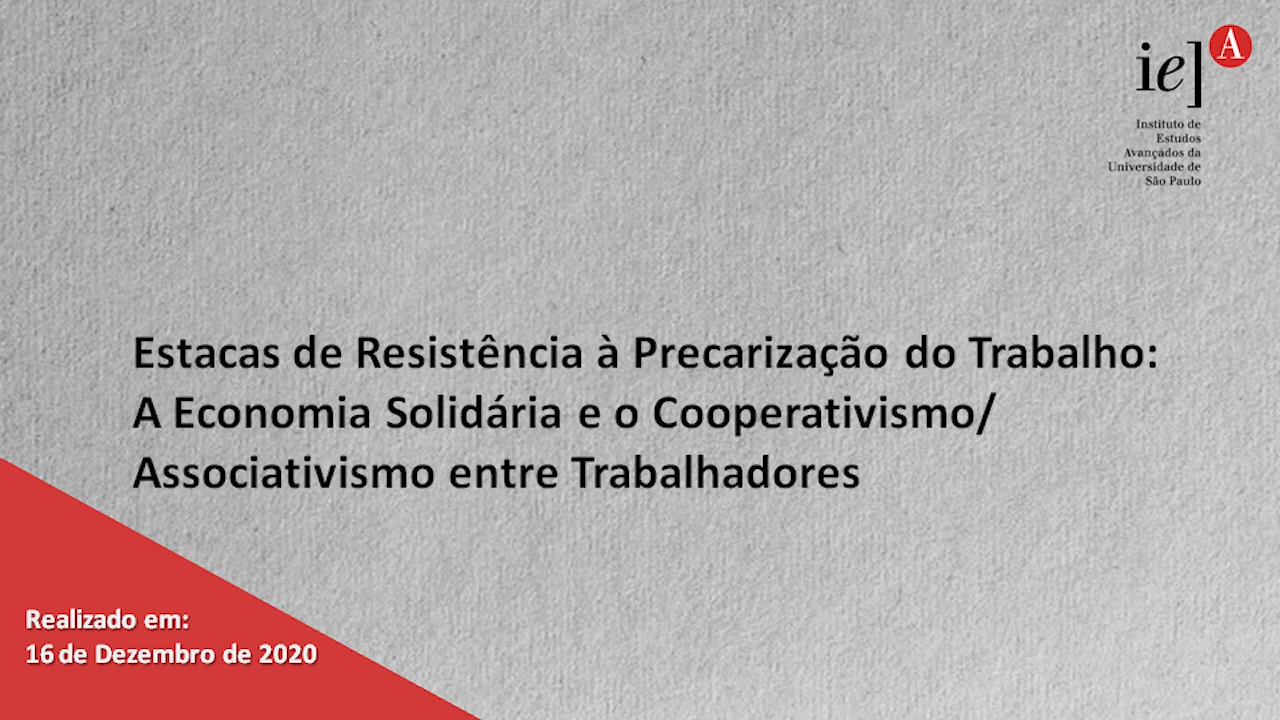 ie] A
Instituto de
Estudos
Avançados da
Universidade de
São Paulo
Estacas de Resistência à Precarização do Trabalho:
A Economia Solidária e o Cooperativismo/
Associativismo entre Trabalhadores
Realizado em:
16 de Dezembro de 2020